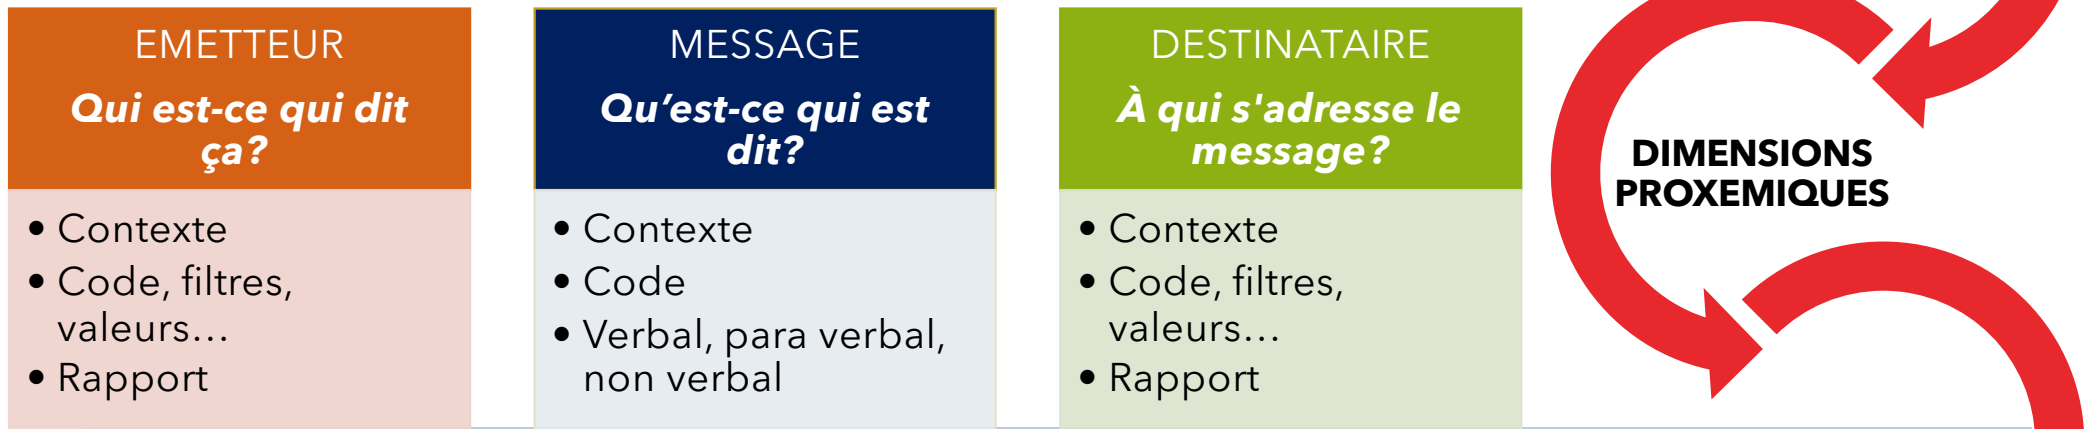 EMETTEUR
Qui est-ce qui dit
ça?
• Contexte
• Code, filtres,
valeurs…
• Rapport
MESSAGE
Qu’est-ce qui est
dit?
• Contexte
• Code
• Verbal, para verbal,
non verbal
DESTINATAIRE
À qui s'adresse le
message?
• Contexte
• Code, filtres,
valeurs…
• Rapport
DIMENSIONS
PROXEMIQUES